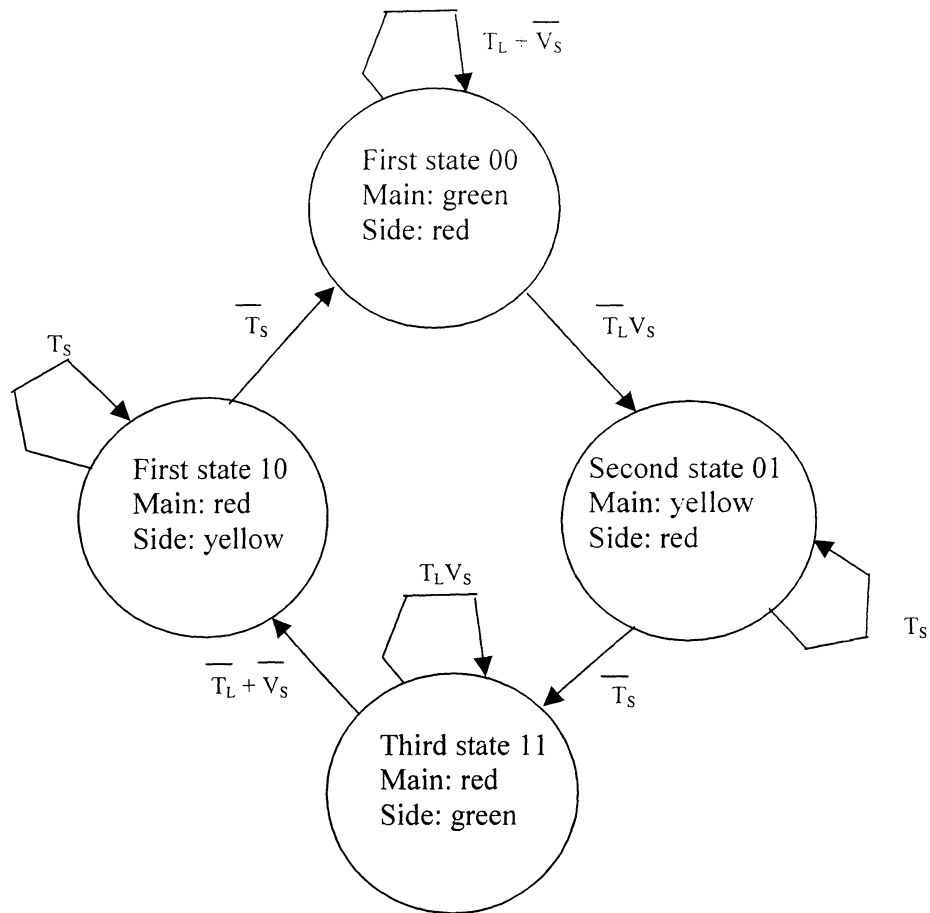 T_L + V̅_S
First state 00
Main: green
Side: red
T̅_S
T̅_L V_S
T_S
First state 10
Main: red
Side: yellow
Second state 01
Main: yellow
Side: red
T_L V_S
T_S
T̅_L + V̅_S
T̅_S
Third state 11
Main: red
Side: green